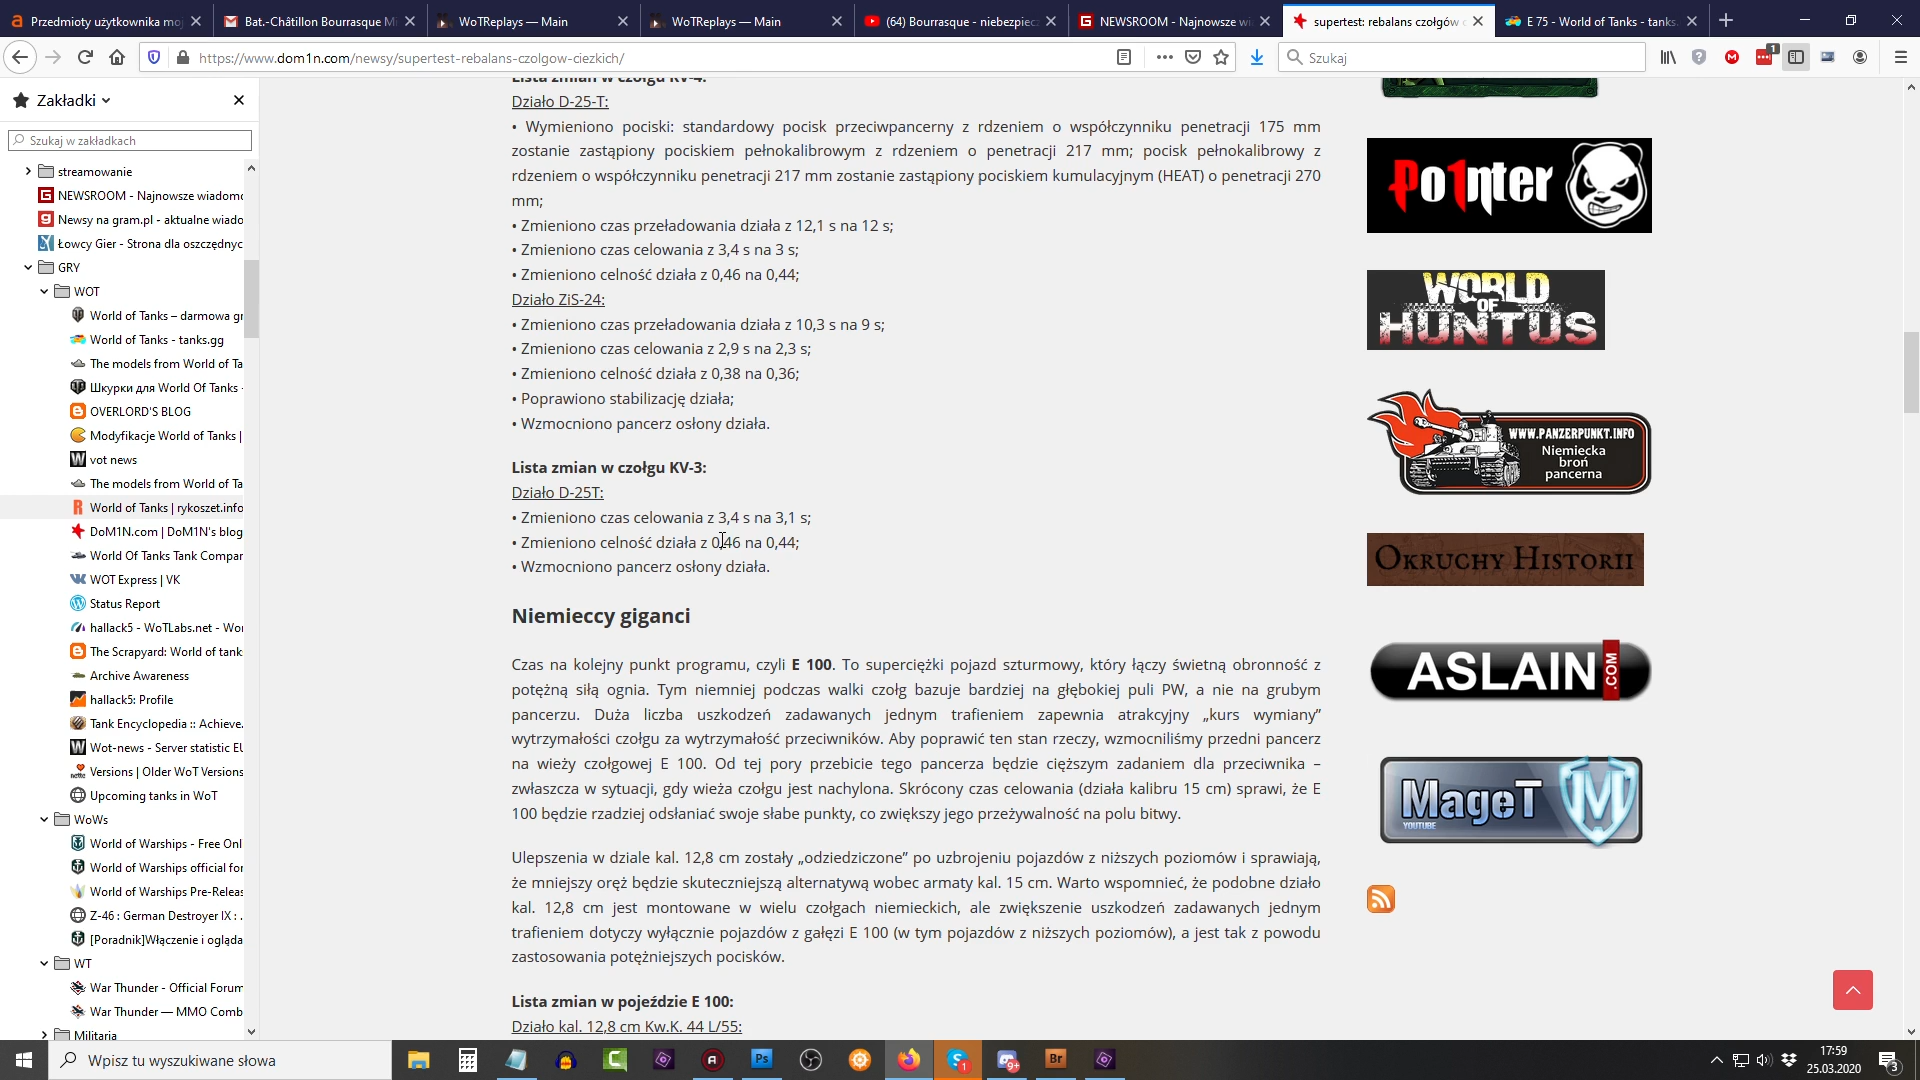 Przedmioty użytkownika mo
Bat.-Châtillon Bourrasque Mi
WoTReplays — Main
WoTReplays — Main
(64) Bourrasque - niebezpiec
NEWSROOM - Najnowsze wi
supertest: rebalans czołgów c
E 75 - World of Tanks - tanks.
https://www.dom1n.com/newsy/supertest-rebalans-czolgow-ciezkich/
Szukaj
1
Zakładki
Szukaj w zakładkach
streamowanie
NEWSROOM - Najnowsze wiadomo
Newsy na gram.pl - aktualne wiado
Łowcy Gier - Strona dla oszczędnyc
GRY
WOT
World of Tanks – darmowa gr
World of Tanks - tanks.gg
The models from World of Ta
Шкурки для World Of Tanks -
OVERLORD'S BLOG
Modyfikacje World of Tanks |
vot news
The models from World of Ta
World of Tanks | rykoszet.info
DoM1N.com | DoM1N's blog
World Of Tanks Tank Compar
WOT Express | VK
Status Report
hallack5 - WoTLabs.net - Wor
The Scrapyard: World of tank
Archive Awareness
hallack5: Profile
Tank Encyclopedia :: Achieve.
Wot-news - Server statistic EU
Versions | Older WoT Versions
Upcoming tanks in WoT
WoWs
World of Warships - Free Onl
World of Warships official for
World of Warships Pre-Releas
Z-46 : German Destroyer IX : .
[Poradnik]Włączenie i ogląda
WT
War Thunder - Official Forum
War Thunder — MMO Comb
Militaria
Lista zmian w czołgu KV-4:
Działo D-25-T:
• Wymieniono pociski: standardowy pocisk przeciwpancerny z rdzeniem o współczynniku penetracji 175 mm
zostanie zastąpiony pociskiem pełnokalibrowym z rdzeniem o penetracji 217 mm; pocisk pełnokalibrowy z
rdzeniem o współczynniku penetracji 217 mm zostanie zastąpiony pociskiem kumulacyjnym (HEAT) o penetracji 270
mm;
• Zmieniono czas przeładowania działa z 12,1 s na 12 s;
• Zmieniono czas celowania z 3,4 s na 3 s;
• Zmieniono celność działa z 0,46 na 0,44;
Działo ZiS-24:
• Zmieniono czas przeładowania działa z 10,3 s na 9 s;
• Zmieniono czas celowania z 2,9 s na 2,3 s;
• Zmieniono celność działa z 0,38 na 0,36;
• Poprawiono stabilizację działa;
• Wzmocniono pancerz osłony działa.
Lista zmian w czołgu KV-3:
Działo D-25T:
• Zmieniono czas celowania z 3,4 s na 3,1 s;
• Zmieniono celność działa z 0,46 na 0,44;
• Wzmocniono pancerz osłony działa.
Niemieccy giganci
Czas na kolejny punkt programu, czyli E 100. To superciężki pojazd szturmowy, który łączy świetną obronność z
potężną siłą ognia. Tym niemniej podczas walki czołg bazuje bardziej na głębokiej puli PW, a nie na grubym
pancerzu. Duża liczba uszkodzeń zadawanych jednym trafieniem zapewnia atrakcyjny „kurs wymiany”
wytrzymałości czołgu za wytrzymałość przeciwników. Aby poprawić ten stan rzeczy, wzmocniliśmy przedni pancerz
na wieży czołgowej E 100. Od tej pory przebicie tego pancerza będzie cięższym zadaniem dla przeciwnika –
zwłaszcza w sytuacji, gdy wieża czołgu jest nachylona. Skrócony czas celowania (działa kalibru 15 cm) sprawi, że E
100 będzie rzadziej odsłaniać swoje słabe punkty, co zwiększy jego przeżywalność na polu bitwy.
Ulepszenia w dziale kal. 12,8 cm zostały „odziedziczone” po uzbrojeniu pojazdów z niższych poziomów i sprawiają,
że mniejszy oręż będzie skuteczniejszą alternatywą wobec armaty kal. 15 cm. Warto wspomnieć, że podobne działo
kal. 12,8 cm jest montowane w wielu czołgach niemieckich, ale zwiększenie uszkodzeń zadawanych jednym
trafieniem dotyczy wyłącznie pojazdów z gałęzi E 100 (w tym pojazdów z niższych poziomów), a jest tak z powodu
zastosowania potężniejszych pocisków.
Lista zmian w pojeździe E 100:
Działo kal. 12,8 cm Kw.K. 44 L/55:
Po1nter
WORLD
OF
HUNTUS
WWW.PANZERPUNKT.INFO
Niemiecka
broń
pancerna
OKRUCHY HISTORII
ASLAIN .COM
MageT
YOUTUBE
Wpisz tu wyszukiwane słowa
Ps
1
9+
Br
17:59
25.03.2020
3